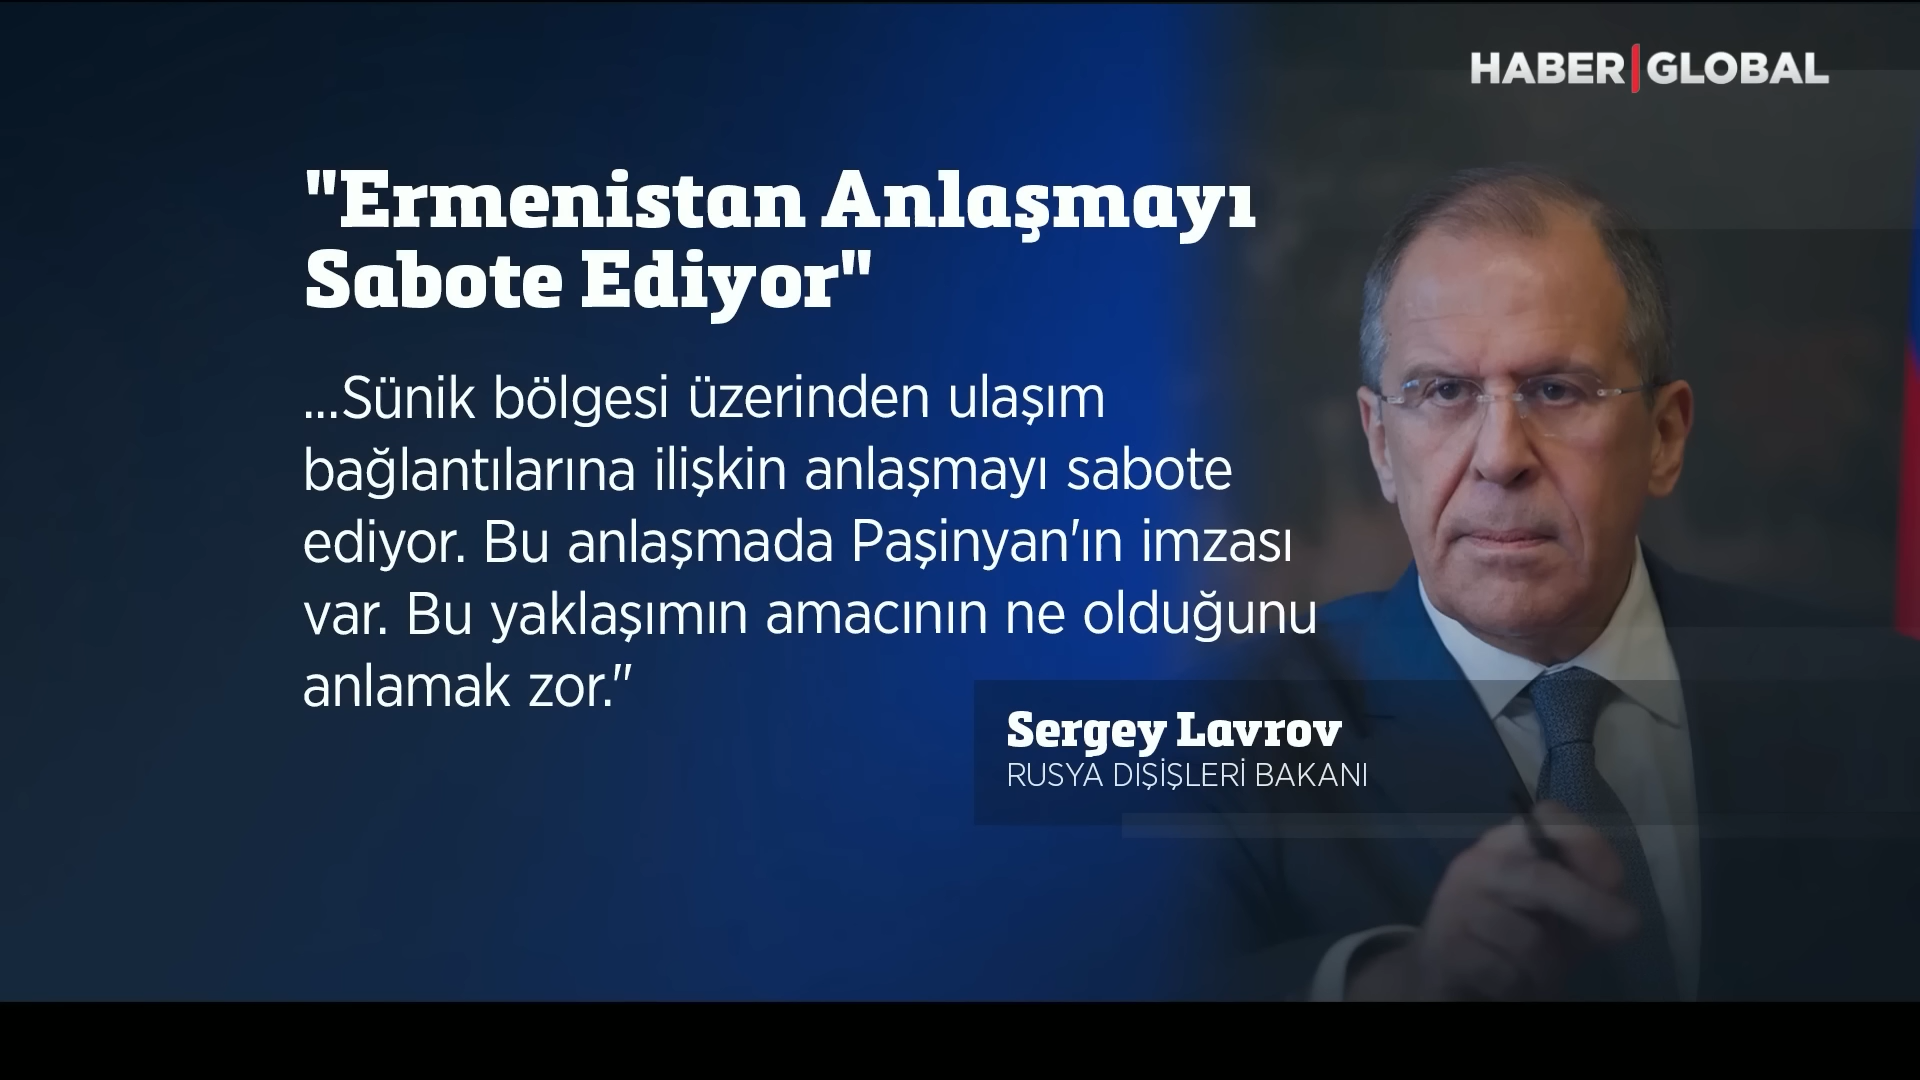 HABER|GLOBAL
"Ermenistan Anlaşmayı
Sabote Ediyor"
...Sünik bölgesi üzerinden ulaşım
bağlantılarına ilişkin anlaşmayı sabote
ediyor. Bu anlaşmada Paşinyan'ın imzası
var. Bu yaklaşımın amacının ne olduğunu
anlamak zor."
Sergey Lavrov
RUSYA DIŞİŞLERİ BAKANI